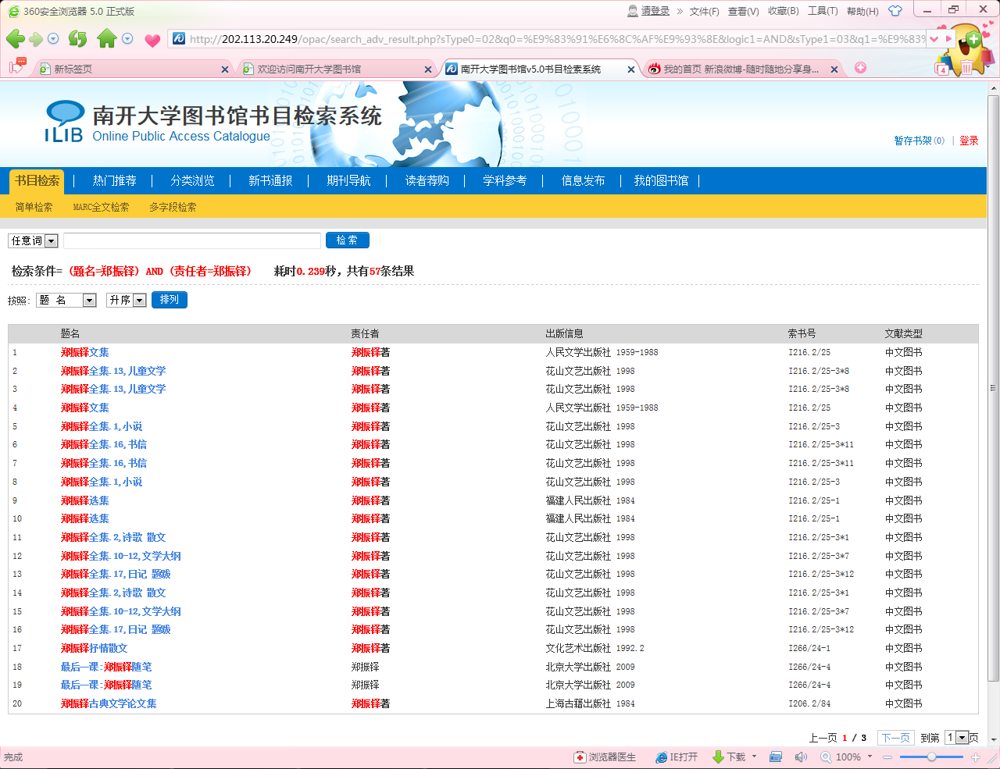 360安全浏览器 5.0 正式版
请登录 » 文件(F) 查看(V) 收藏(B) 工具(T) 帮助(H)
http://202.113.20.249/opac/search_adv_result.php?sType0=02&q0=%E9%83%91%E6%8C%AF%E9%93%8E&logic1=AND&sType1=03&q1=%E9%83%
新标签页 欢迎访问南开大学图书馆 南开大学图书馆v5.0书目检索系统 我的首页 新浪微博-随时随地分享身... 4
ILIB 南开大学图书馆书目检索系统
Online Public Access Catalogue
暂存书架(0) | 登录
书目检索 热门推荐 分类浏览 新书通报 期刊导航 读者荐购 学科参考 信息发布 我的图书馆
简单检索 MARC全文检索 多字段检索
任意词 检 索
检索条件= (题名=郑振铎) AND (责任者=郑振铎) 耗时0.239秒，共有57条结果
按照: 题 名 升序 排列
题名 责任者 出版信息 索书号 文献类型
1 郑振铎文集 郑振铎著 人民文学出版社 1959-1988 I216.2/25 中文图书
2 郑振铎全集.13,儿童文学 郑振铎著 花山文艺出版社 1998 I216.2/25-3*8 中文图书
3 郑振铎全集.13,儿童文学 郑振铎著 花山文艺出版社 1998 I216.2/25-3*8 中文图书
4 郑振铎文集 郑振铎著 人民文学出版社 1959-1988 I216.2/25 中文图书
5 郑振铎全集.1,小说 郑振铎著 花山文艺出版社 1998 I216.2/25-3 中文图书
6 郑振铎全集.16,书信 郑振铎著 花山文艺出版社 1998 I216.2/25-3*11 中文图书
7 郑振铎全集.16,书信 郑振铎著 花山文艺出版社 1998 I216.2/25-3*11 中文图书
8 郑振铎全集.1,小说 郑振铎著 花山文艺出版社 1998 I216.2/25-3 中文图书
9 郑振铎选集 郑振铎著 福建人民出版社 1984 I216.2/25-1 中文图书
10 郑振铎选集 郑振铎著 福建人民出版社 1984 I216.2/25-1 中文图书
11 郑振铎全集.2,诗歌 散文 郑振铎著 花山文艺出版社 1998 I216.2/25-3*1 中文图书
12 郑振铎全集.10-12,文学大纲 郑振铎著 花山文艺出版社 1998 I216.2/25-3*7 中文图书
13 郑振铎全集.17,日记 题跋 郑振铎著 花山文艺出版社 1998 I216.2/25-3*12 中文图书
14 郑振铎全集.2,诗歌 散文 郑振铎著 花山文艺出版社 1998 I216.2/25-3*1 中文图书
15 郑振铎全集.10-12,文学大纲 郑振铎著 花山文艺出版社 1998 I216.2/25-3*7 中文图书
16 郑振铎全集.17,日记 题跋 郑振铎著 花山文艺出版社 1998 I216.2/25-3*12 中文图书
17 郑振铎抒情散文 郑振铎著 文化艺术出版社 1992.2 I266/24-1 中文图书
18 最后一课:郑振铎随笔 郑振铎 北京大学出版社 2009 I266/24-4 中文图书
19 最后一课:郑振铎随笔 郑振铎 北京大学出版社 2009 I266/24-4 中文图书
20 郑振铎古典文学论文集 郑振铎著 上海古籍出版社 1984 I206.2/84 中文图书
上一页 1 / 3 下一页 到第 1 页
完成 浏览器医生 IE打开 下载 100%